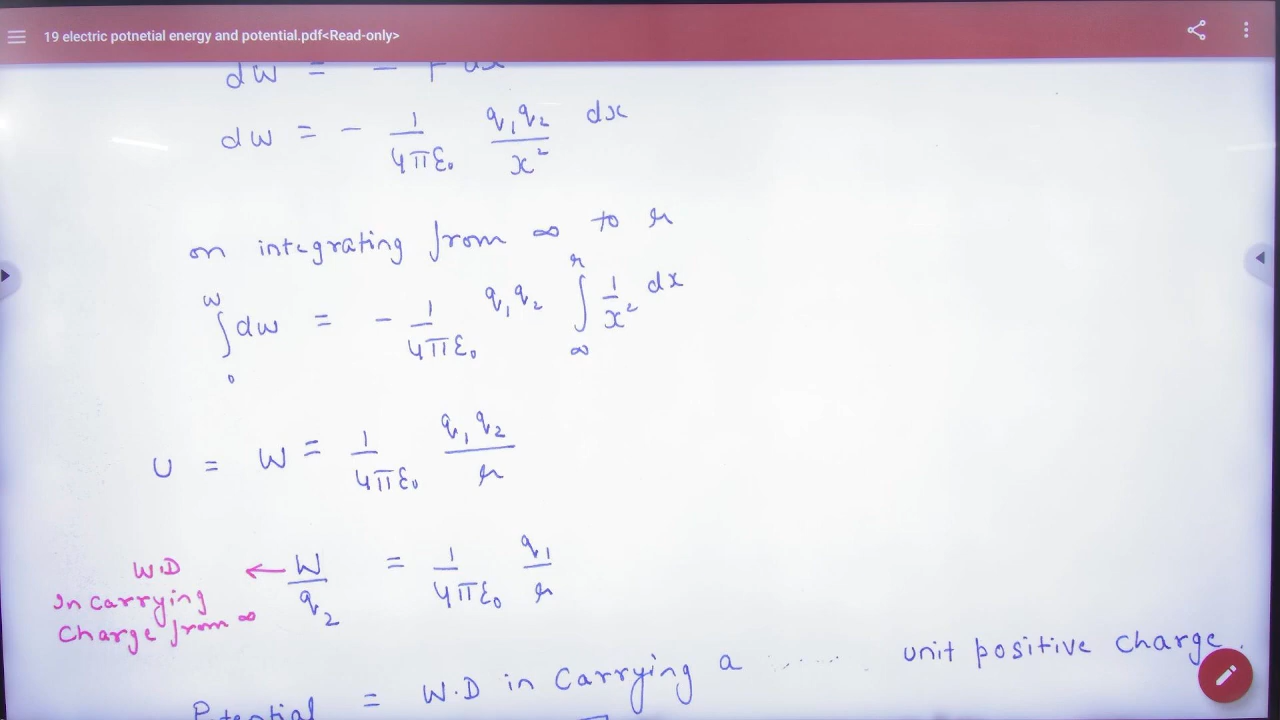 19 electric potnetial energy and potential.pdf<Read-only>
dw = - F dx
dw = - 1/4πε₀ q₁q₂/x² dx
on integrating from ∞ to r
∫₀ʷ dw = - 1/4πε₀ q₁q₂ ∫∞ʳ 1/x² dx
U = W = 1/4πε₀ q₁q₂/r
W.D ← W/q₂ = 1/4πε₀ q₁/r
In carrying
Charge from ∞
Potential = W.D in carrying a ...... unit positive charge.